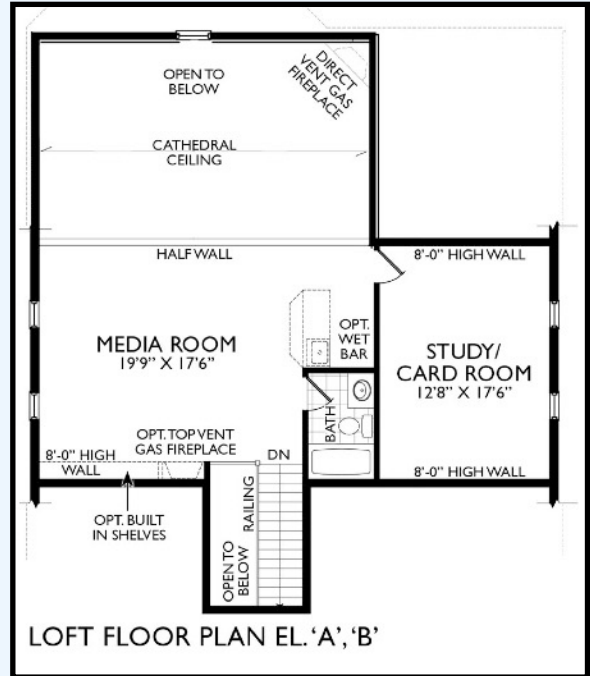 OPEN TO
BELOW
DIRECT
VENT GAS
FIREPLACE
CATHEDRAL
CEILING
HALF WALL
8'-0" HIGH WALL
OPT.
WET
BAR
MEDIA ROOM
19'9" X 17'6"
STUDY/
CARD ROOM
12'8" X 17'6"
BATH
OPT. TOP VENT
GAS FIREPLACE
8'-0" HIGH
WALL
DN
8'-0" HIGH WALL
OPT. BUILT
IN SHELVES
RAILING
OPEN TO
BELOW
LOFT FLOOR PLAN EL. 'A', 'B'